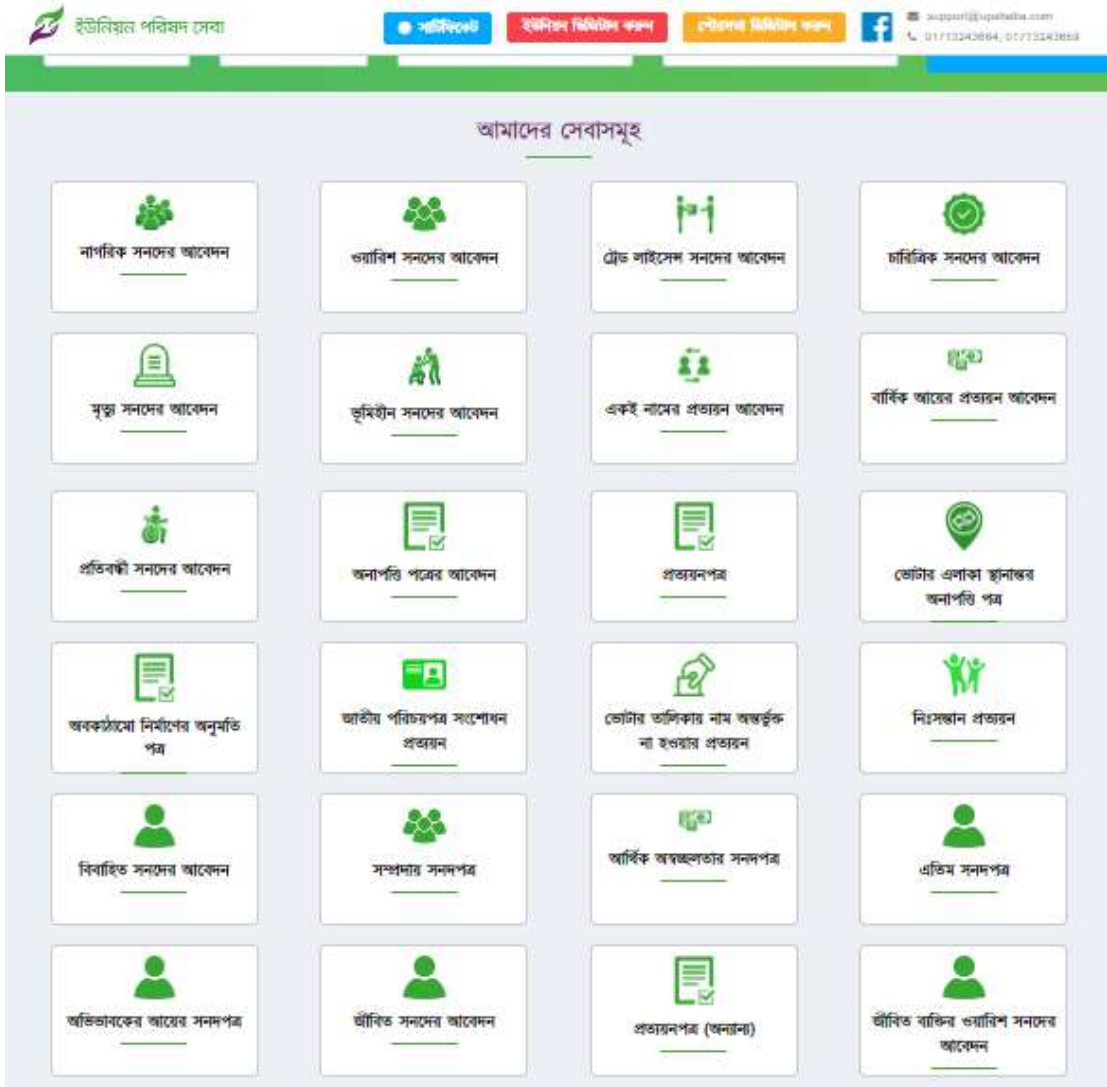 ইউনিয়ন পরিষদ সেবা
সার্টিফিকেট
ইউনিয়ন ডিজিটাল করুন
পৌরসভা ডিজিটাল করুন
আমাদের সেবাসমূহ
নাগরিক সনদের আবেদন
ওয়ারিশ সনদের আবেদন
ট্রেড লাইসেন্স সনদের আবেদন
চারিত্রিক সনদের আবেদন
মৃত্যু সনদের আবেদন
ভূমিহীন সনদের আবেদন
একই নামের প্রত্যয়ন আবেদন
বার্ষিক আয়ের প্রত্যয়ন আবেদন
প্রতিবন্ধী সনদের আবেদন
অনাপত্তি পত্রের আবেদন
প্রত্যয়নপত্র
ভোটার এলাকা স্থানান্তর
অনাপত্তি পত্র
অবকাঠামো নির্মাণের অনুমতি
পত্র
জাতীয় পরিচয়পত্র সংশোধন
প্রত্যয়ন
ভোটার তালিকায় নাম অন্তর্ভুক্ত
না হওয়ার প্রত্যয়ন
নিঃসন্তান প্রত্যয়ন
বিবাহিত সনদের আবেদন
সম্প্রদায় সনদপত্র
আর্থিক অস্বচ্ছলতার সনদপত্র
এতিম সনদপত্র
অভিভাবকের আয়ের সনদপত্র
জীবিত সনদের আবেদন
প্রত্যয়নপত্র (অন্যান্য)
জীবিত ব্যক্তির ওয়ারিশ সনদের
আবেদন